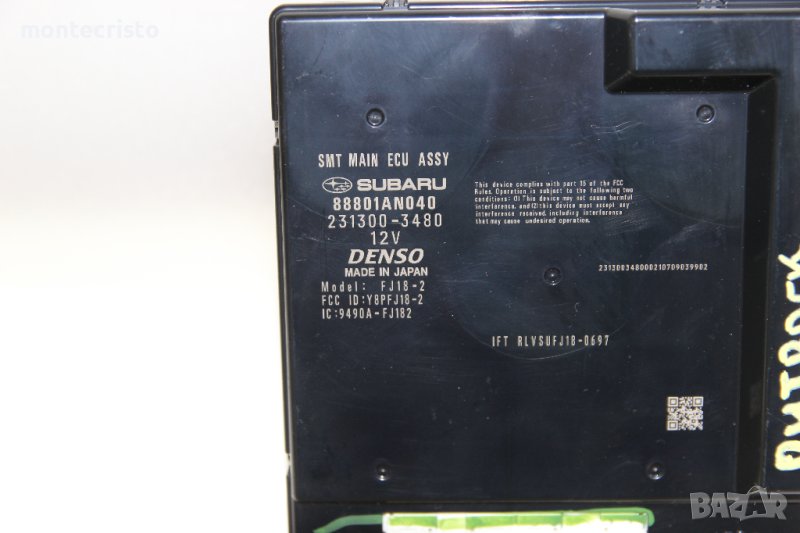 montecristo
SMT MAIN ECU ASSY
SUBARU
88801AN040
231300-3480
12V
DENSO
MADE IN JAPAN
Model: FJ18-2
FCC ID:Y8PFJ18-2
IC:9490A-FJ182
This device complies with part 15 of the FCC
Rules. Operation is subject to the following two
conditions: (1) This device may not cause harmful
interference, and (2) this device must accept any
interference received, including interference
that may cause undesired operation.
2313003480000210709039902
IFT RLVSUFJ18-0697
BAZAR